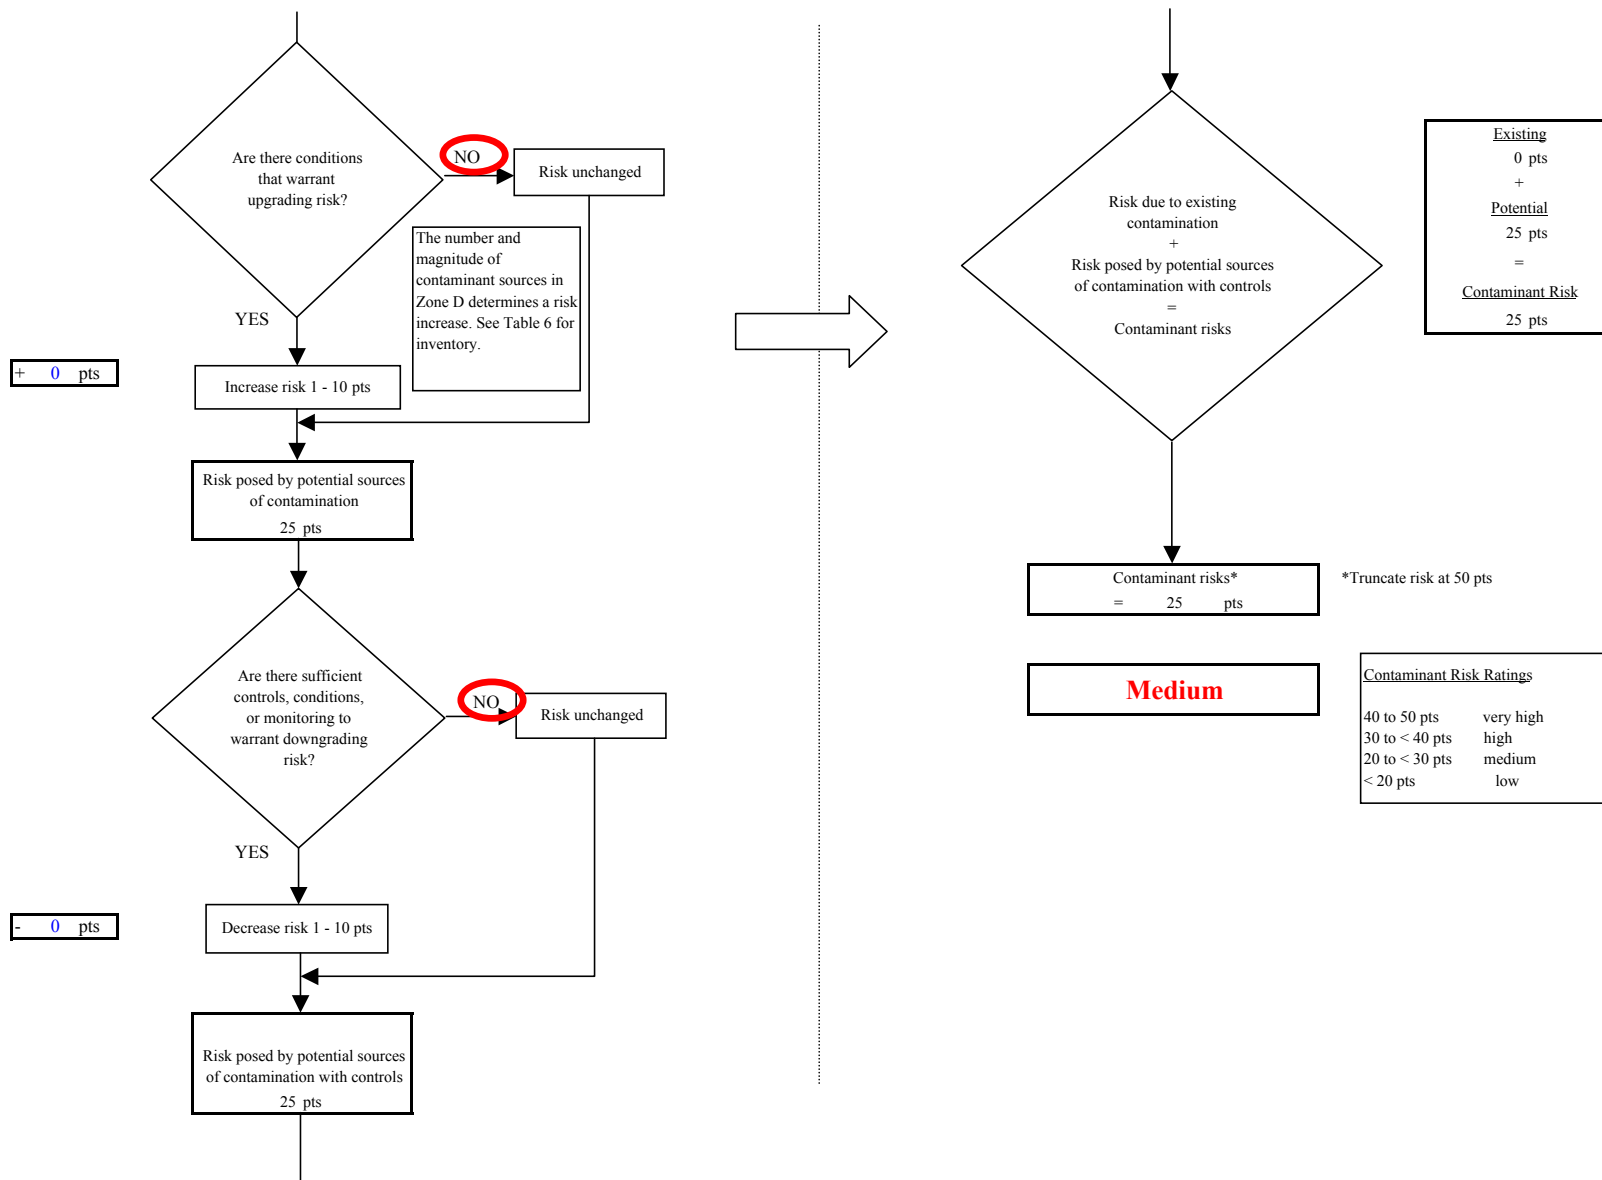 Are there conditions
that warrant
upgrading risk?
NO
Risk unchanged
The number and
magnitude of
contaminant sources in
Zone D determines a risk
increase. See Table 6 for
inventory.
YES
+ 0 pts
Increase risk 1 - 10 pts
Risk posed by potential sources
of contamination
25 pts
Are there sufficient
controls, conditions,
or monitoring to
warrant downgrading
risk?
NO
Risk unchanged
YES
- 0 pts
Decrease risk 1 - 10 pts
Risk posed by potential sources
of contamination with controls
25 pts
Risk due to existing
contamination
+
Risk posed by potential sources
of contamination with controls
=
Contaminant risks
Existing
0 pts
+
Potential
25 pts
=
Contaminant Risk
25 pts
Contaminant risks*
= 25 pts
*Truncate risk at 50 pts
Medium
Contaminant Risk Ratings
40 to 50 pts very high
30 to < 40 pts high
20 to < 30 pts medium
< 20 pts low